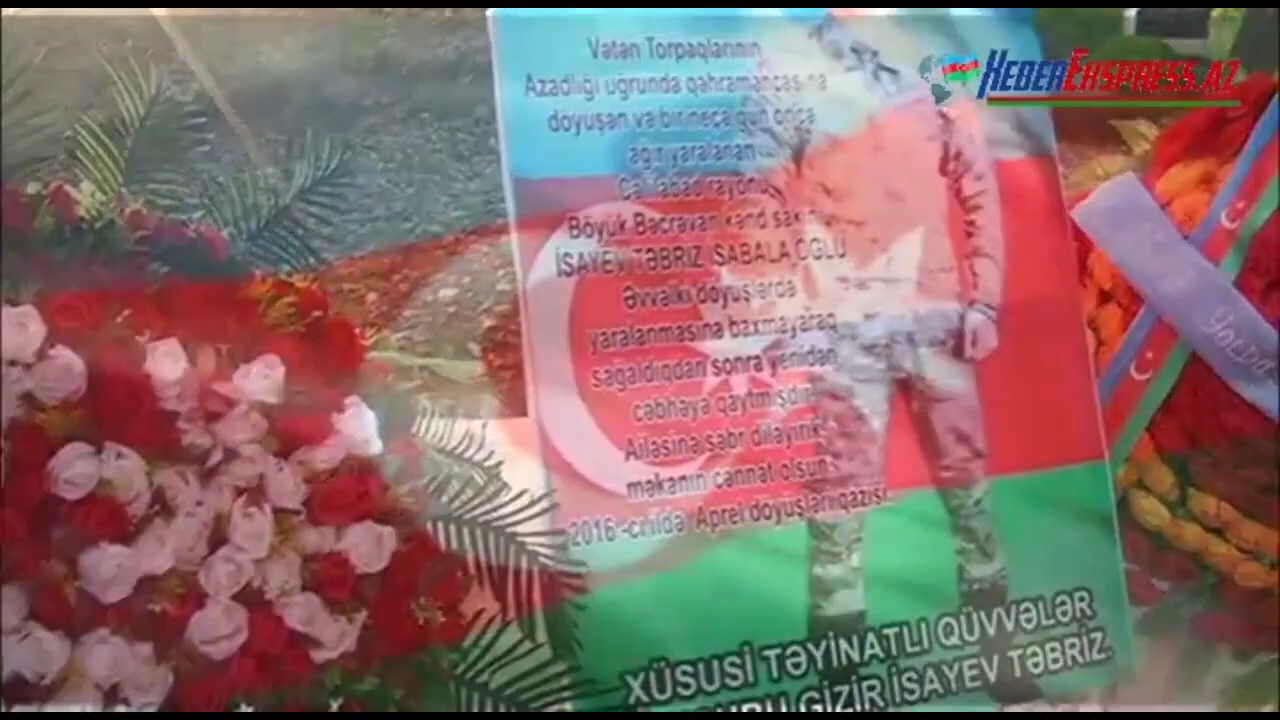 Vətən Torpaqlarının
Azadlığı uğrunda qəhrəmancasına
döyüşən və bir neçə gün öncə
ağır yaralanan
Cəlilabad rayonu
Böyük Bəcrəvan kənd sakini
İSAYEV TƏBRİZ SABALA OĞLU
Əvvəlki döyüşlərdə
yaralanmasına baxmayaraq
sağaldıqdan sonra yenidən
cəbhəyə qayıtmışdır
Ailəsinə səbr diləyirik
məkanın cənnət olsun
2016-cı ildə Aprel döyüşləri qazisi
XÜSUSİ TƏYİNATLI QÜVVƏLƏR
GİZİR İSAYEV TƏBRİZ.
HEBEREKSPRESS.AZ